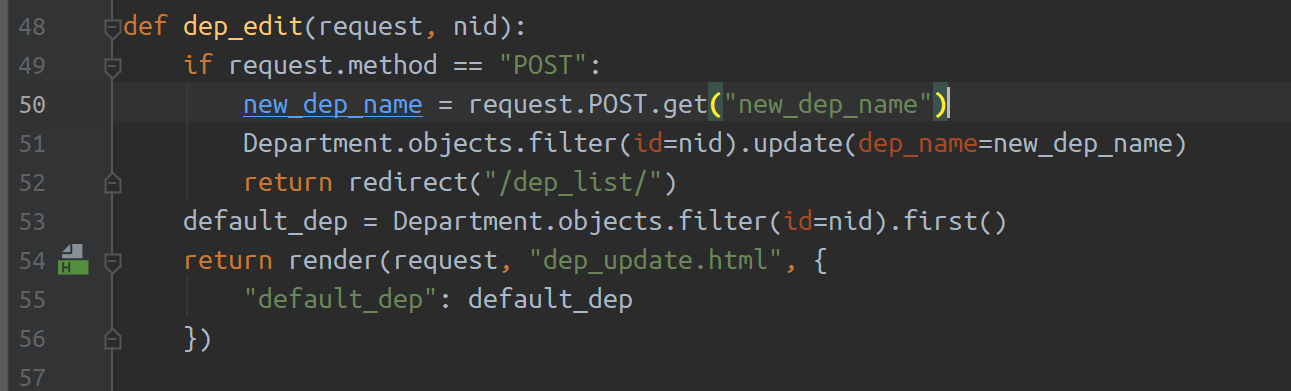 48 def dep_edit(request, nid):
49     if request.method == "POST":
50         new_dep_name = request.POST.get("new_dep_name")
51         Department.objects.filter(id=nid).update(dep_name=new_dep_name)
52         return redirect("/dep_list/")
53     default_dep = Department.objects.filter(id=nid).first()
54 H     return render(request, "dep_update.html", {
55         "default_dep": default_dep
56     })
57